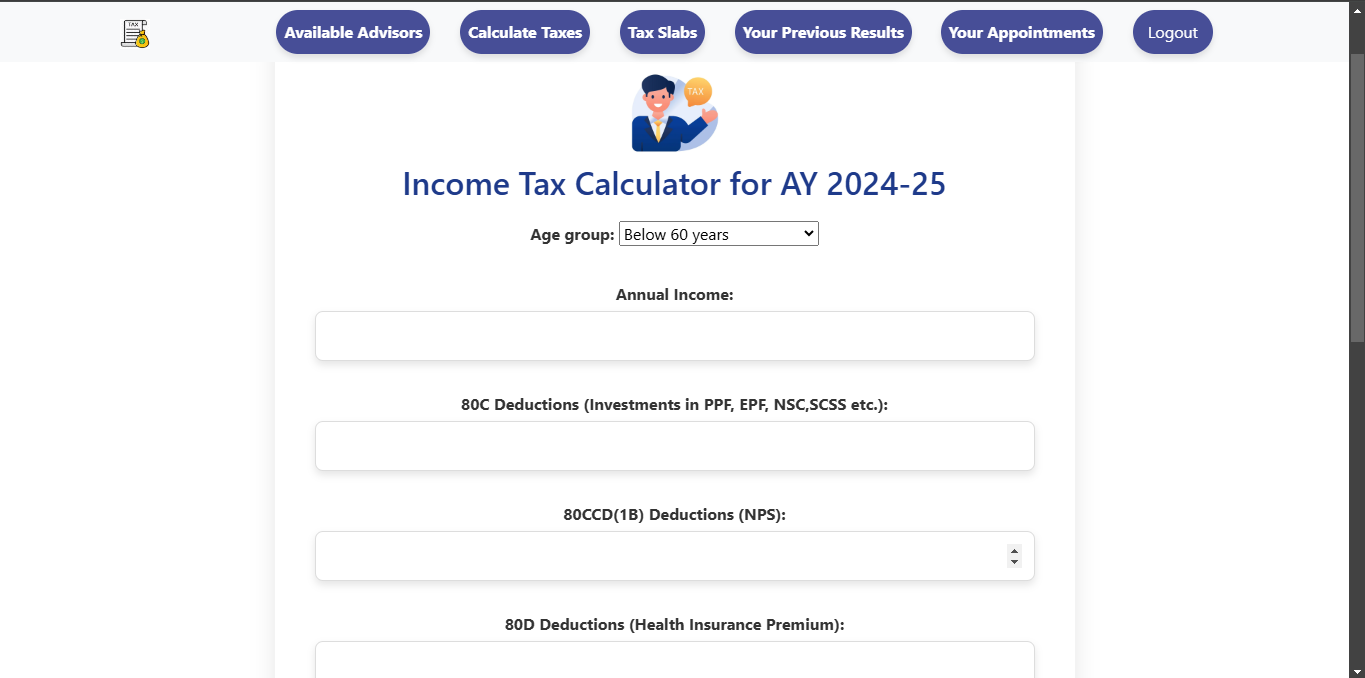 TAX
Available Advisors
Calculate Taxes
Tax Slabs
Your Previous Results
Your Appointments
Logout
TAX
Income Tax Calculator for AY 2024-25
Age group: Below 60 years
Annual Income:
80C Deductions (Investments in PPF, EPF, NSC,SCSS etc.):
80CCD(1B) Deductions (NPS):
80D Deductions (Health Insurance Premium):